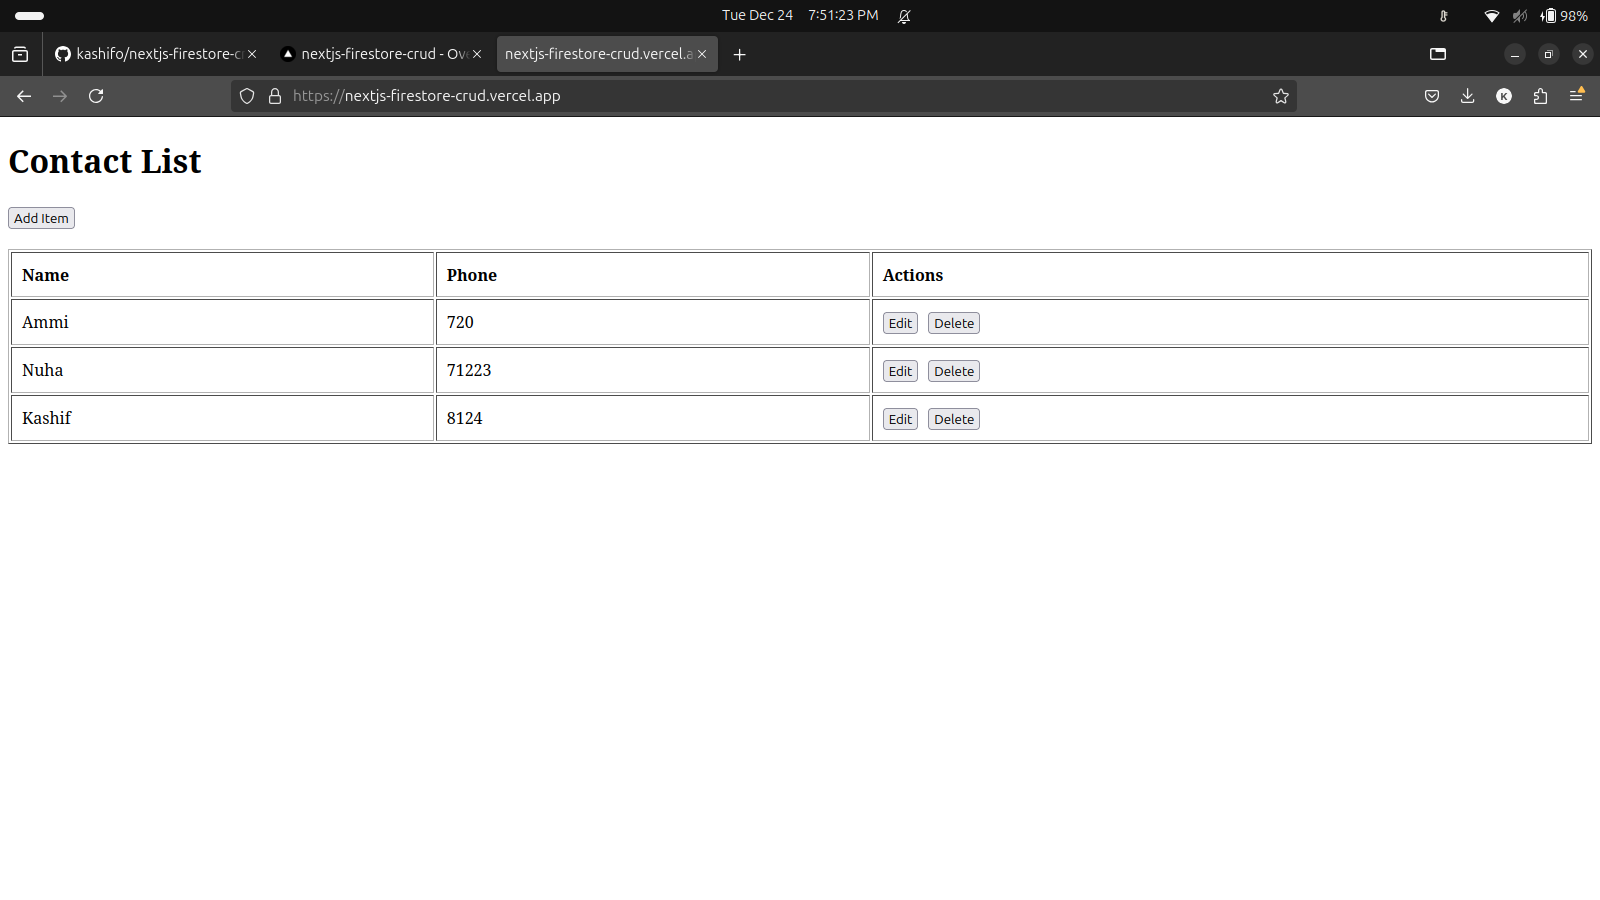 Tue Dec 24 7:51:23 PM
98%
kashifo/nextjs-firestore-c
nextjs-firestore-crud - Ov
nextjs-firestore-crud.vercel.a
https://nextjs-firestore-crud.vercel.app
K
Contact List
Add Item
Name Phone Actions
Ammi 720 Edit Delete
Nuha 71223 Edit Delete
Kashif 8124 Edit Delete